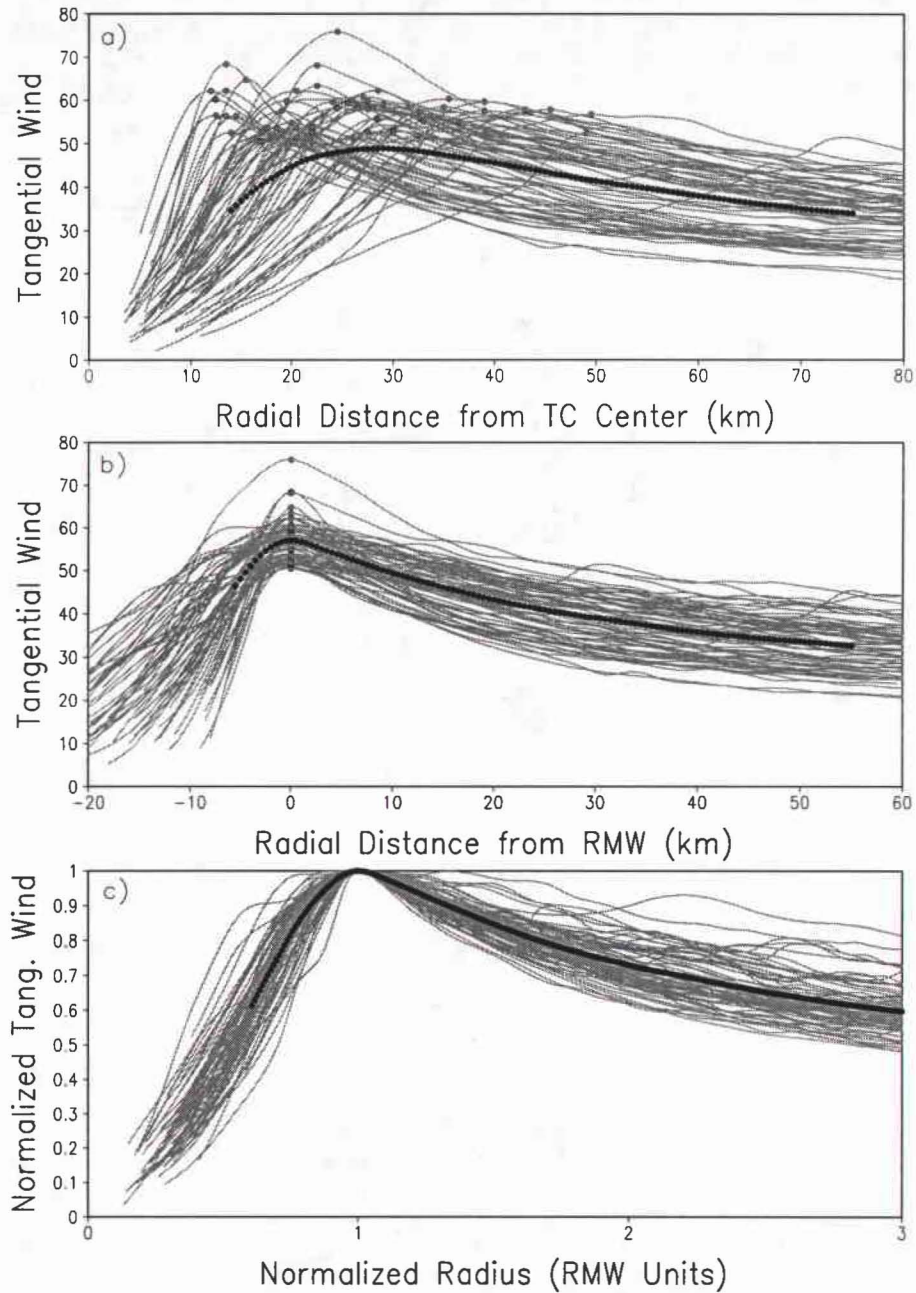 a)
80
70
60
50
40
30
20
10
0
Tangential Wind
0 10 20 30 40 50 60 70 80
Radial Distance from TC Center (km)
b)
80
70
60
50
40
30
20
10
0
Tangential Wind
-20 -10 0 10 20 30 40 50 60
Radial Distance from RMW (km)
c)
1
0.9
0.8
0.7
0.6
0.5
0.4
0.3
0.2
0.1
0
Normalized Tang. Wind
0 1 2 3
Normalized Radius (RMW Units)